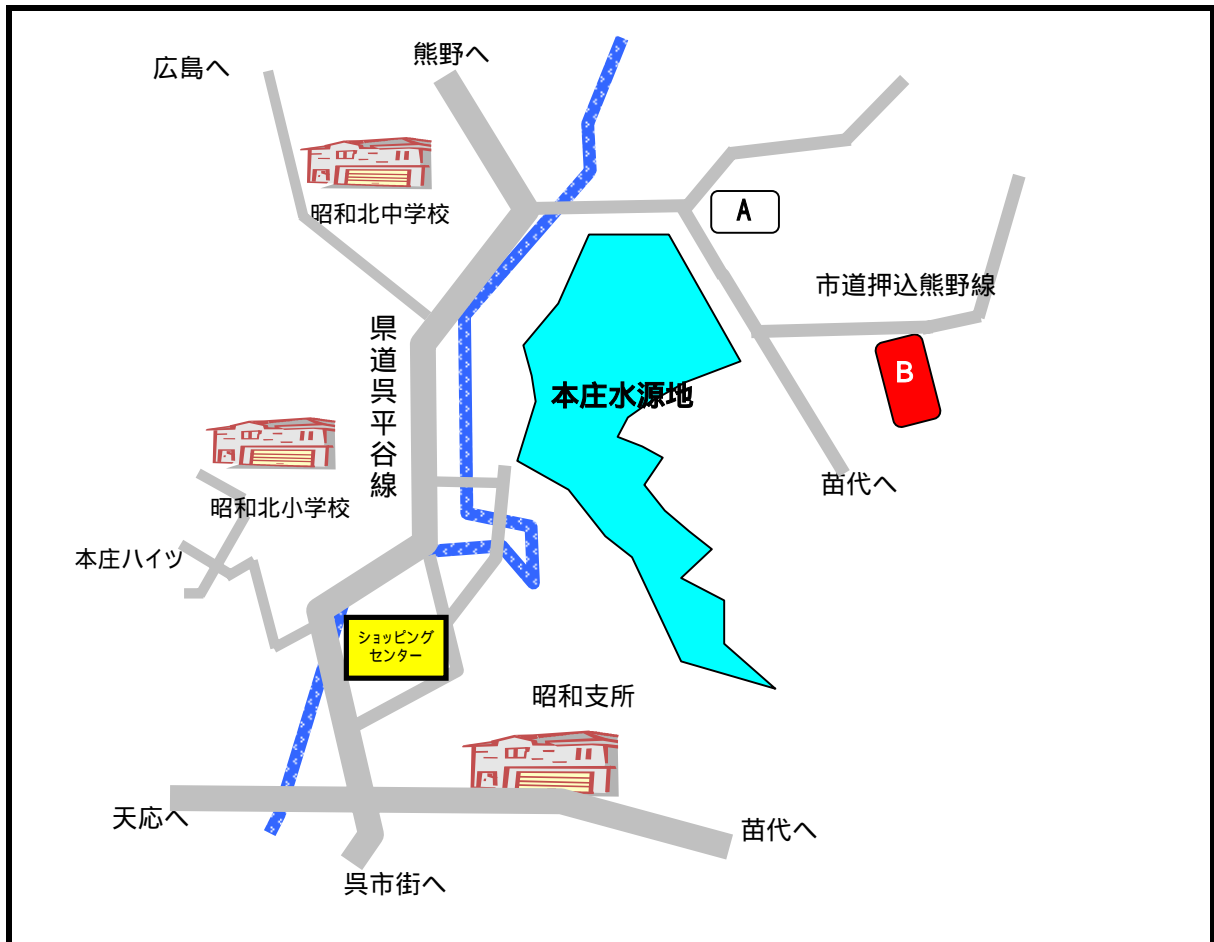 熊野へ
広島へ
昭和北中学校
A
市道押込熊野線
県道呉平谷線
B
本庄水源地
苗代へ
昭和北小学校
本庄ハイツ
ショッピング
センター
昭和支所
天応へ
苗代へ
呉市街へ